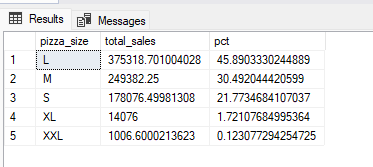 Results Messages
pizza_size total_sales pct
1 L 375318.701004028 45.8903330244889
2 M 249382.25 30.492044420599
3 S 178076.49981308 21.7734684107037
4 XL 14076 1.72107684995364
5 XXL 1006.6000213623 0.123077294254725